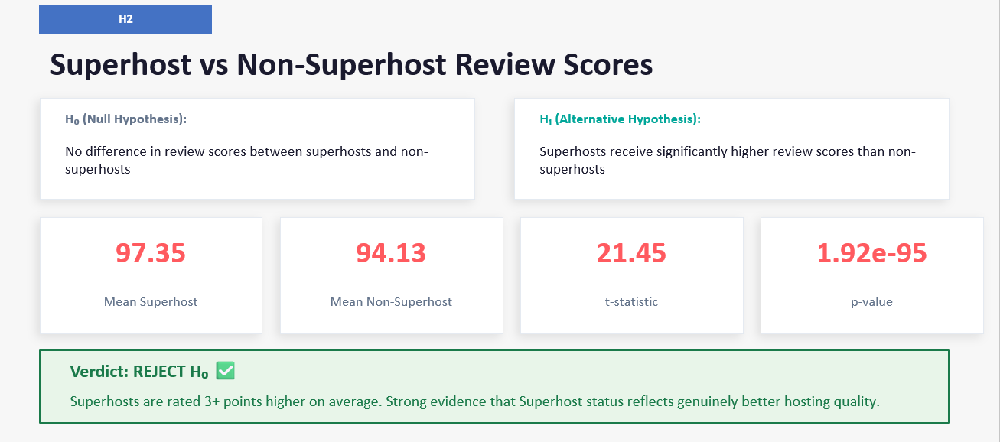 H2
Superhost vs Non-Superhost Review Scores
H₀ (Null Hypothesis):
No difference in review scores between superhosts and non-
superhosts
H₁ (Alternative Hypothesis):
Superhosts receive significantly higher review scores than non-
superhosts
97.35
Mean Superhost
94.13
Mean Non-Superhost
21.45
t-statistic
1.92e-95
p-value
Verdict: REJECT H₀ ✅
Superhosts are rated 3+ points higher on average. Strong evidence that Superhost status reflects genuinely better hosting quality.